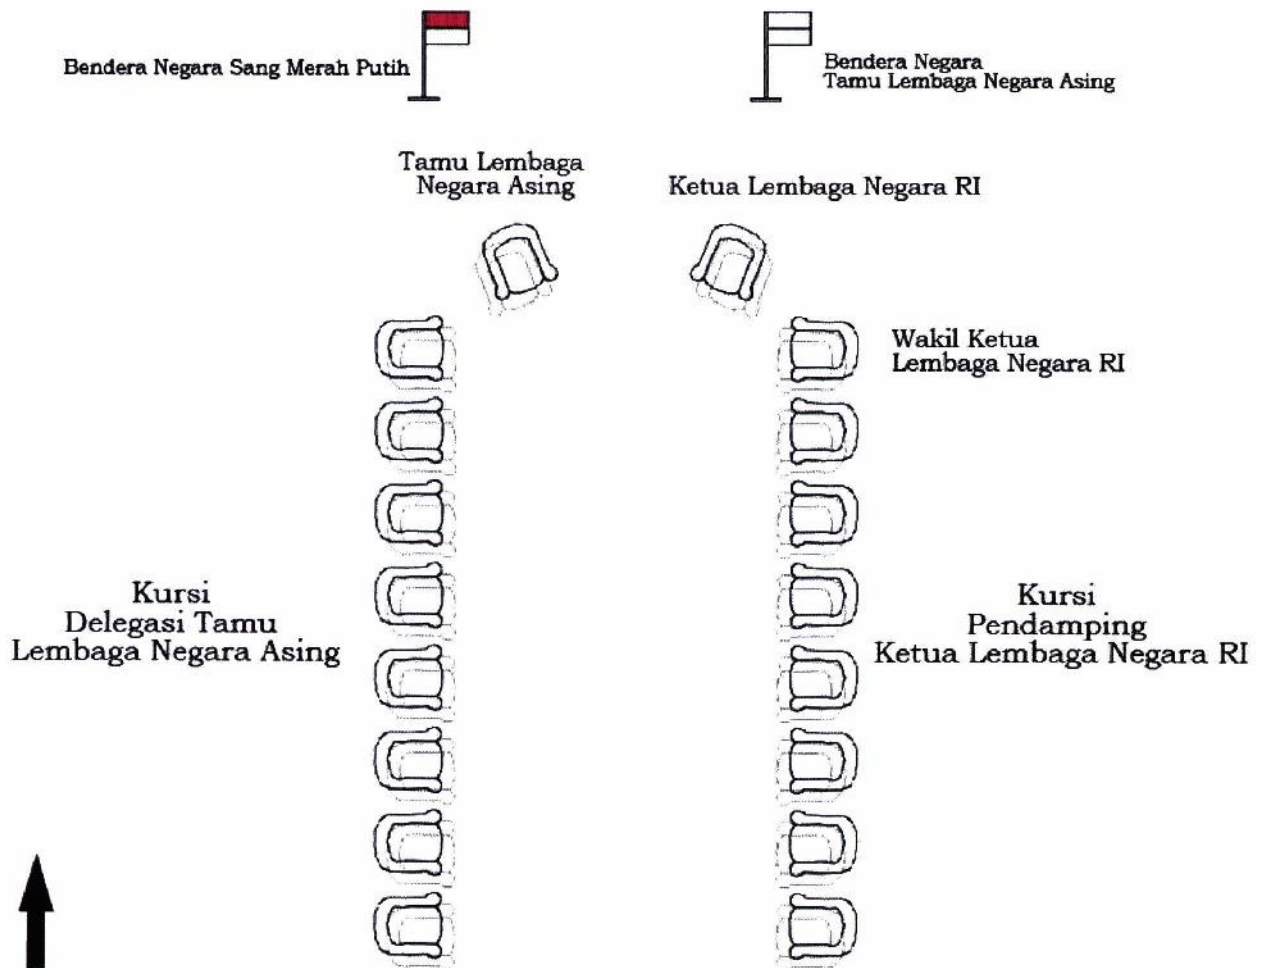 Bendera Negara Sang Merah Putih
Bendera Negara
Tamu Lembaga Negara Asing
Tamu Lembaga
Negara Asing
Ketua Lembaga Negara RI
Wakil Ketua
Lembaga Negara RI
Kursi
Delegasi Tamu
Lembaga Negara Asing
Kursi
Pendamping
Ketua Lembaga Negara RI